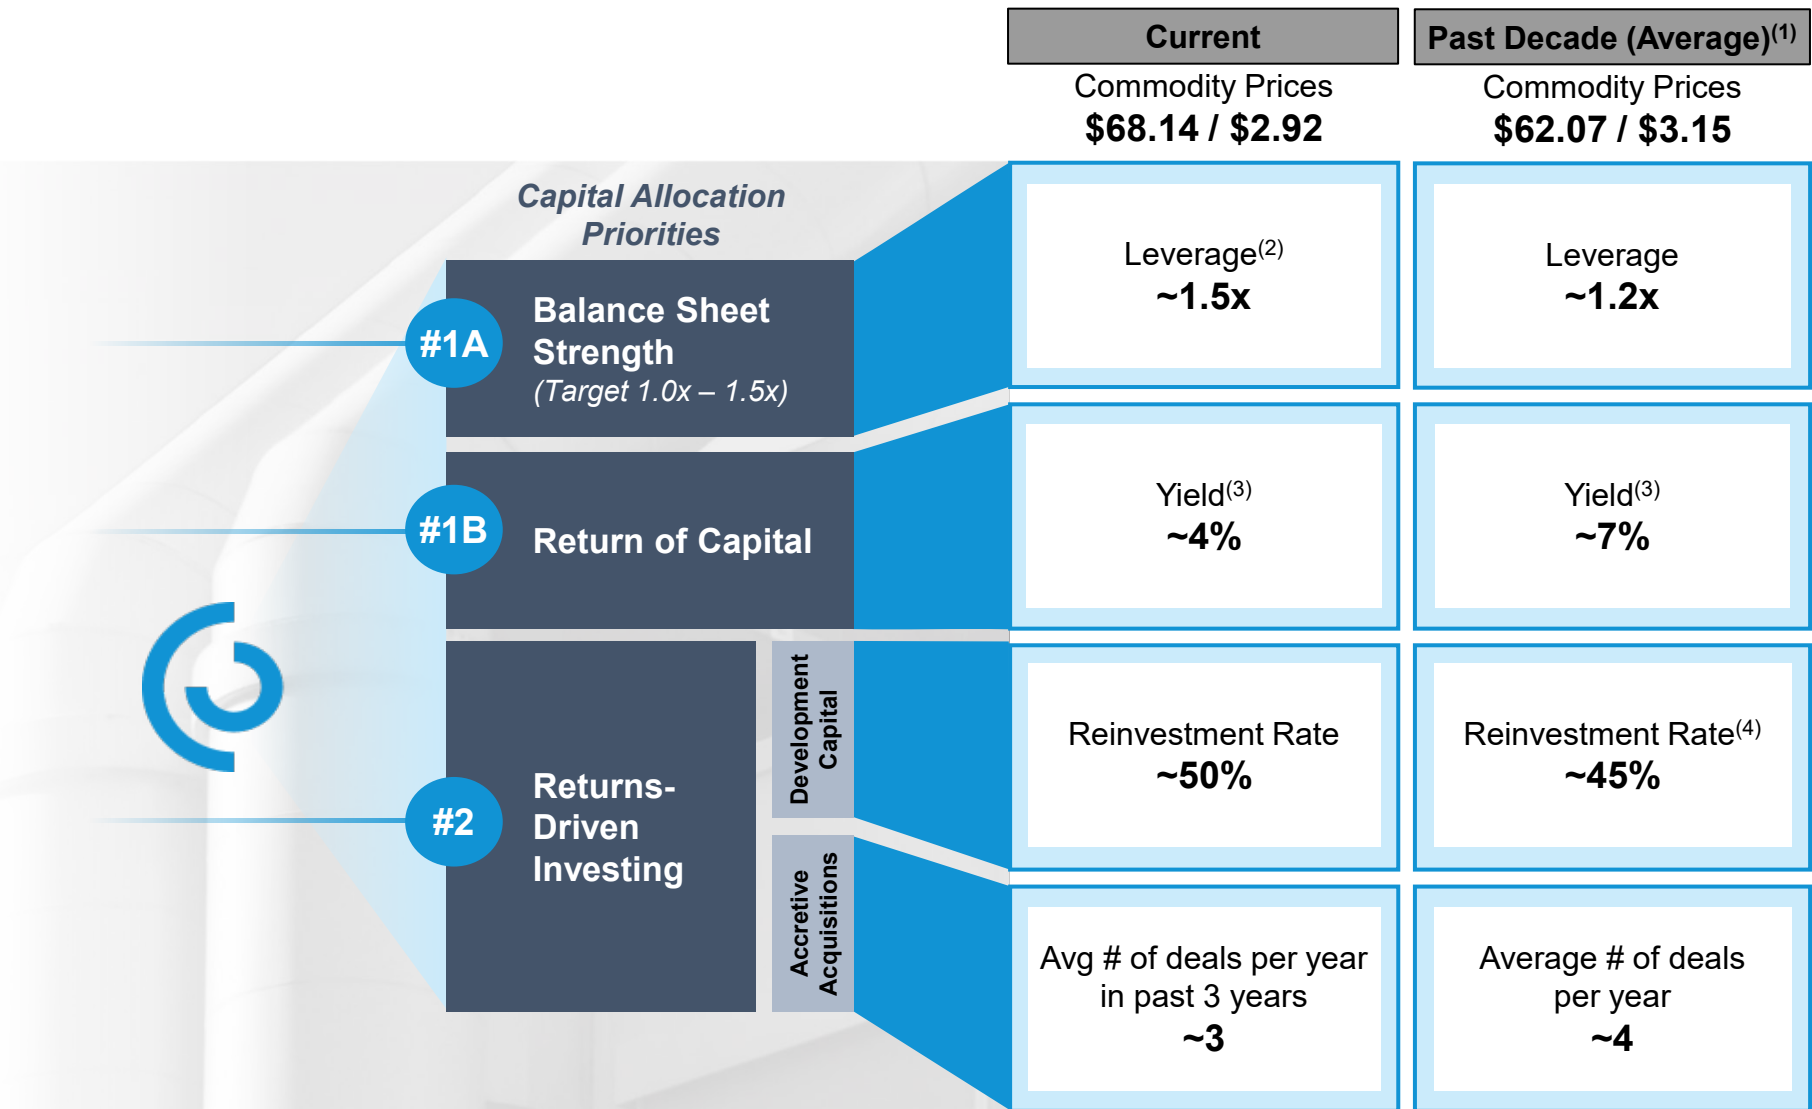 Current
Past Decade (Average)(1)
Commodity Prices
$68.14 / $2.92
Commodity Prices
$62.07 / $3.15
Capital Allocation
Priorities
#1A
Balance Sheet
Strength
(Target 1.0x – 1.5x)
Leverage(2)
~1.5x
Leverage
~1.2x
#1B
Return of Capital
Yield(3)
~4%
Yield(3)
~7%
#2
Returns-
Driven
Investing
Development
Capital
Reinvestment Rate
~50%
Reinvestment Rate(4)
~45%
Accretive
Acquisitions
Avg # of deals per year
in past 3 years
~3
Average # of deals
per year
~4